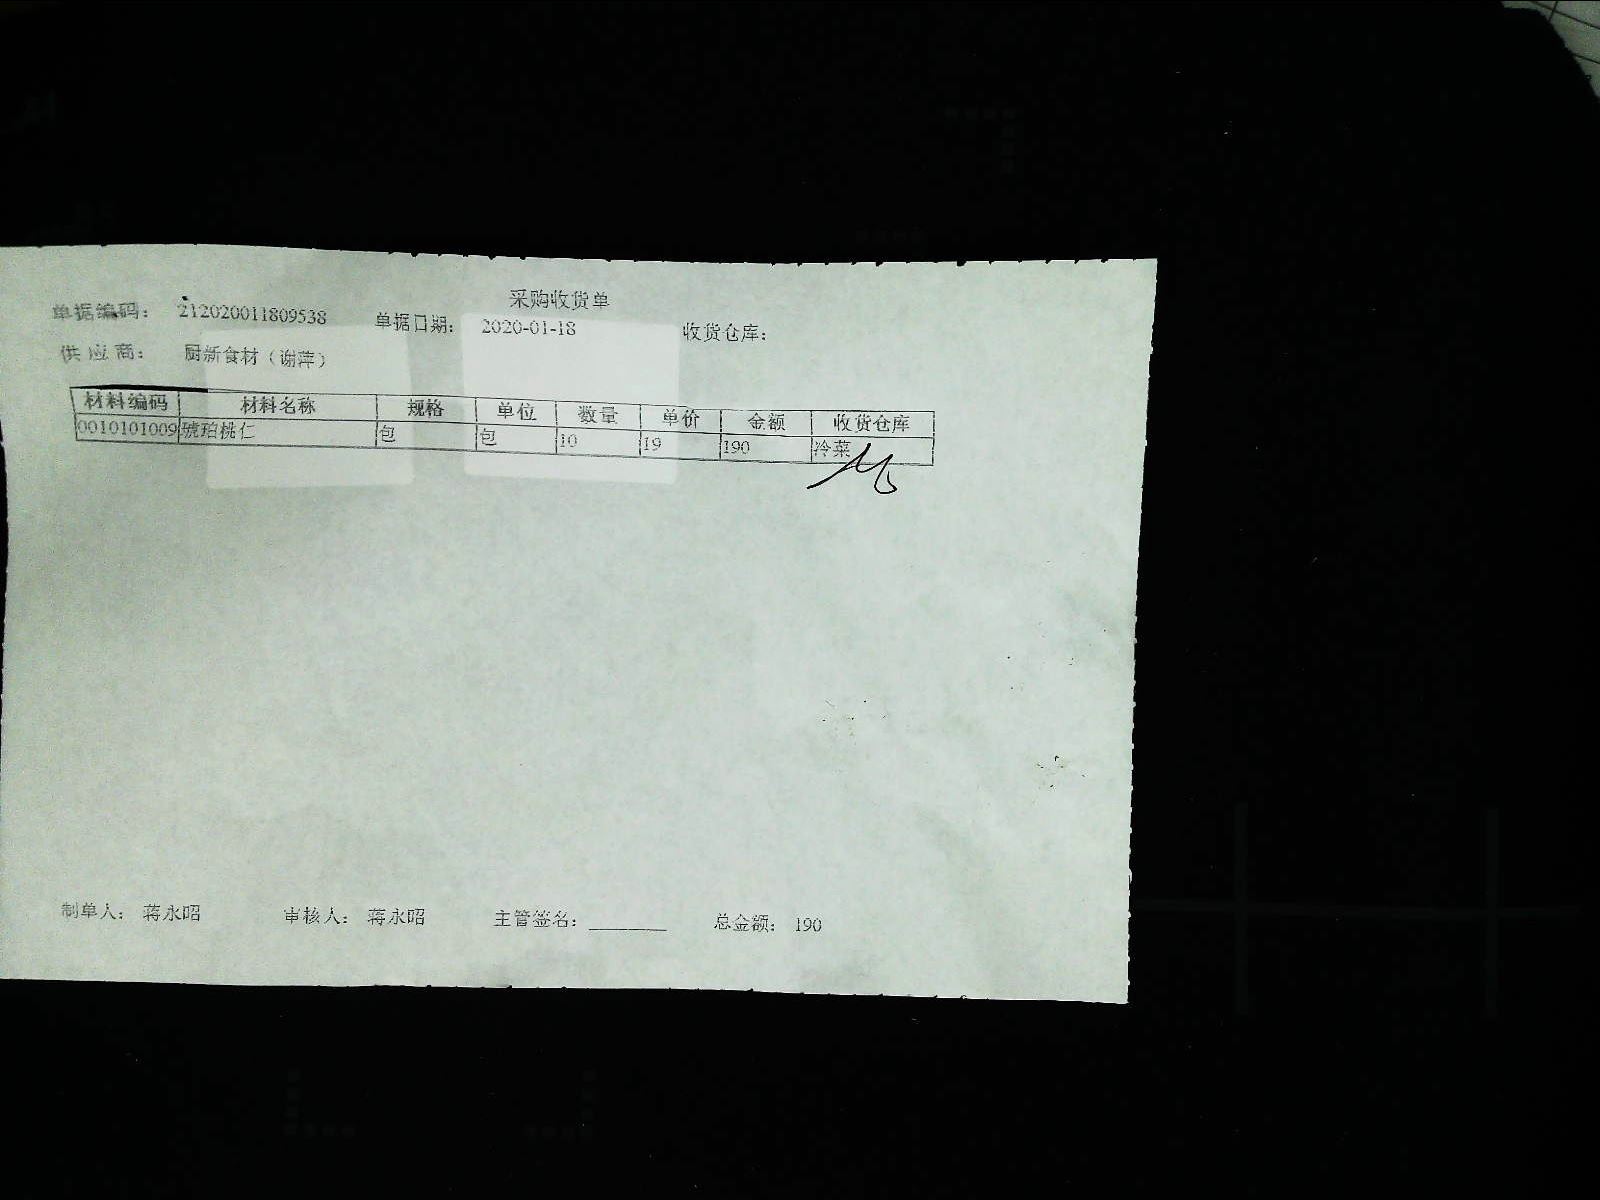 采购收货单
单据编码： 212020011809538 单据日期： 2020-01-18 收货仓库：
供应商： 厨新食材（谢萍）
材料编码 材料名称 规格 单位 数量 单价 金额 收货仓库
0010101009 琥珀桃仁 包 包 10 19 190 冷菜
制单人： 蒋永昭 审核人： 蒋永昭 主管签名： 总金额： 190